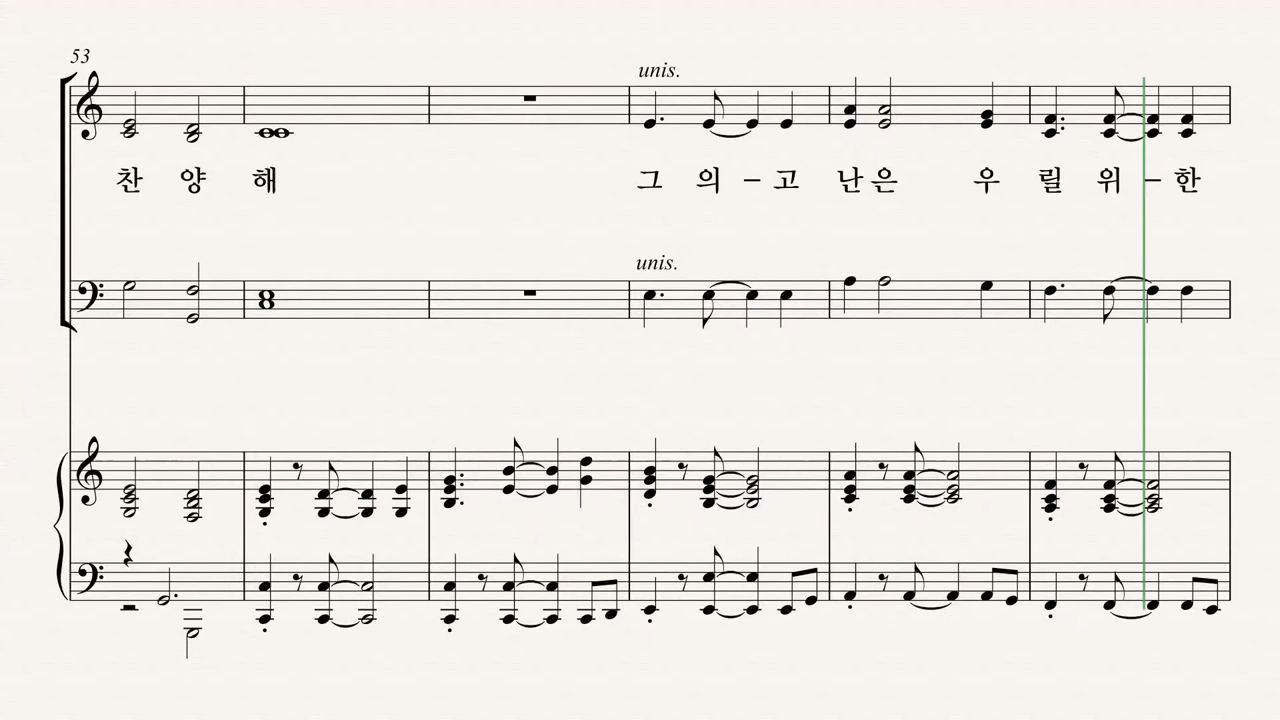 53
unis.
찬 양 해 그 의 – 고 난 은 우 릴 위 – 한
unis.